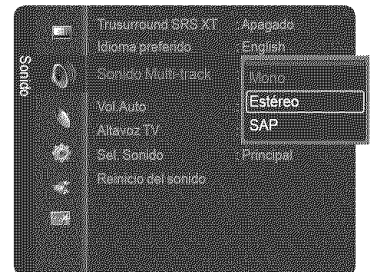 Sonido
Trusurround SRS XT : Apagado
Idioma preferido : English
Sonido Multi-track
Mono
Estéreo
SAP
Vol.Auto
Altavoz TV
Sel. Sonido : Principal
Reinicio del sonido